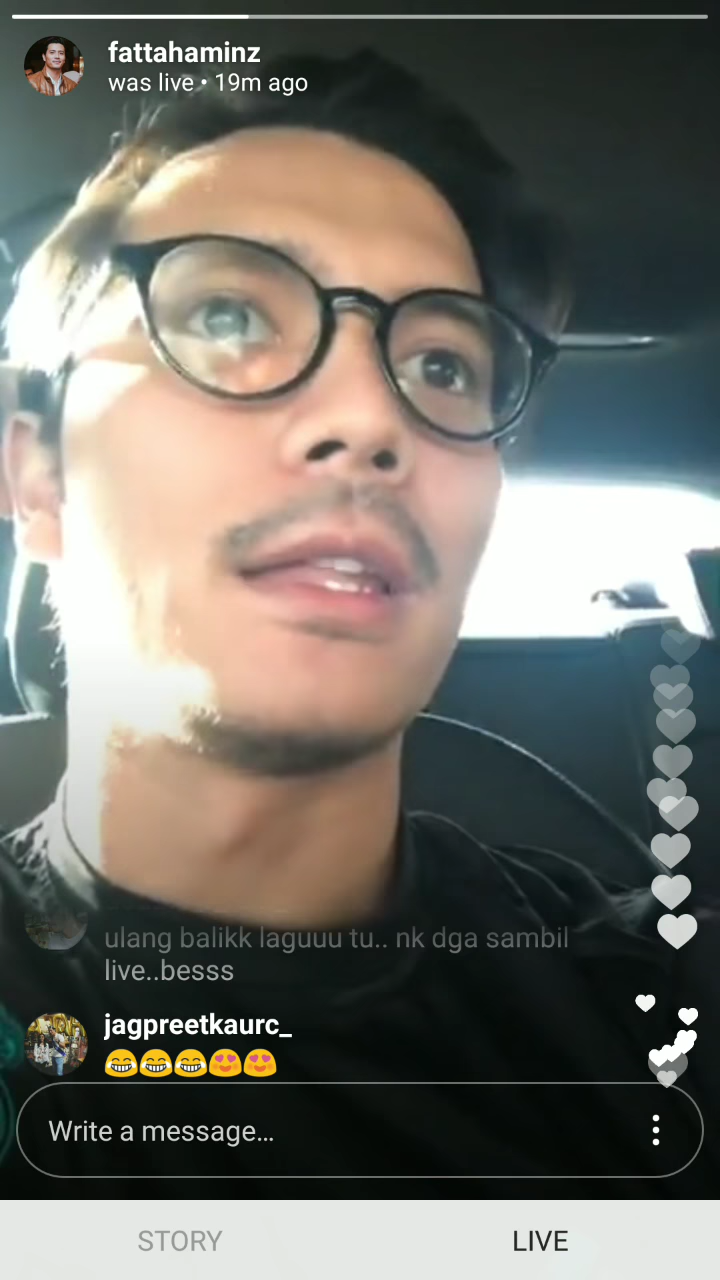 fattahaminz
was live • 19m ago
ulang balikk laguuu tu.. nk dga sambil
live..besss
jagpreetkaurc_
😂😂😂😍😍
Write a message…
STORY
LIVE